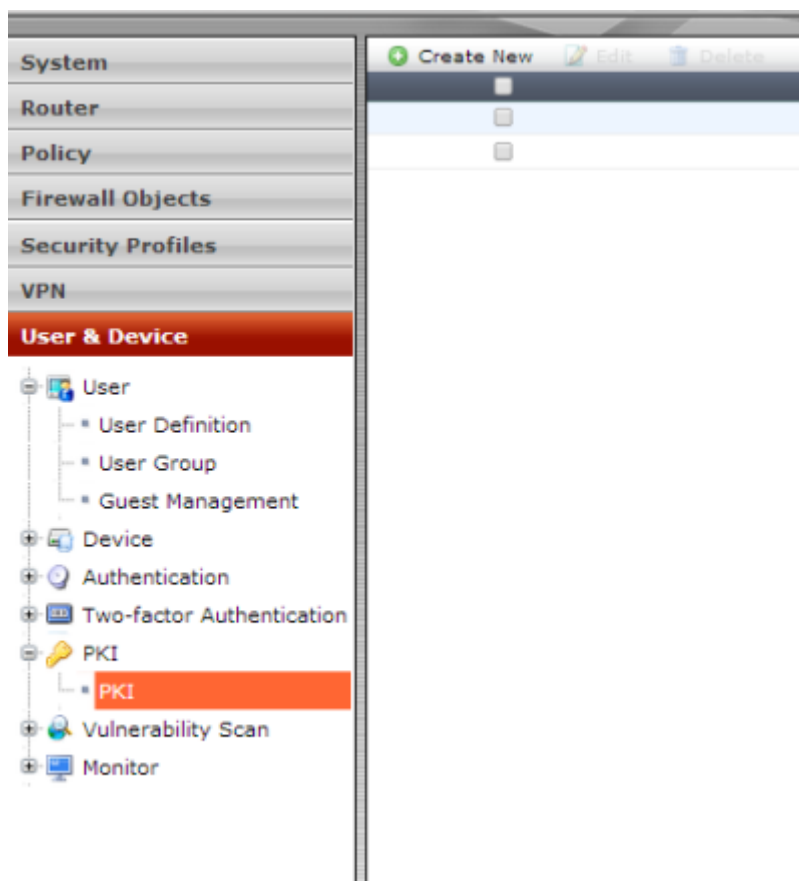 System
Router
Policy
Firewall Objects
Security Profiles
VPN
User & Device
User
User Definition
User Group
Guest Management
Device
Authentication
Two-factor Authentication
PKI
PKI
Vulnerability Scan
Monitor
Create New Edit Delete